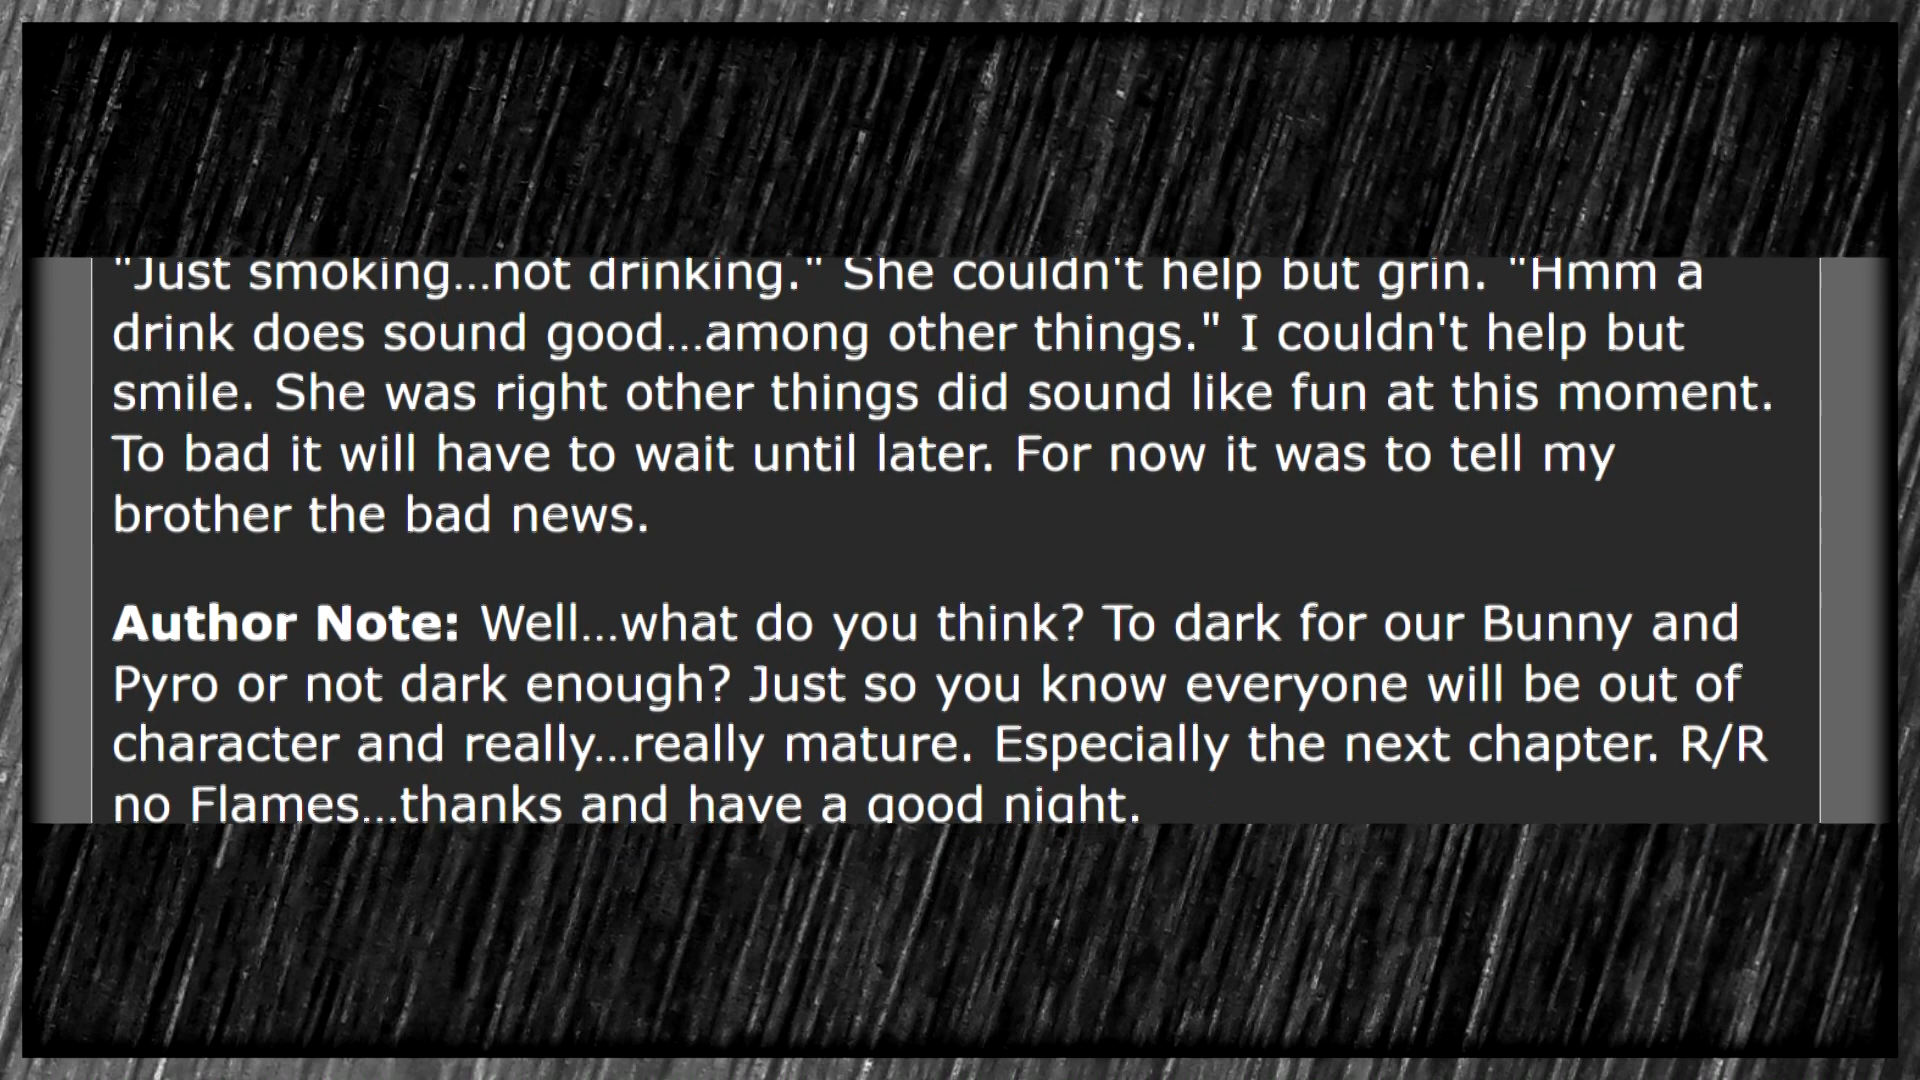 "Just smoking...not drinking." She couldn't help but grin. "Hmm a
drink does sound good...among other things." I couldn't help but
smile. She was right other things did sound like fun at this moment.
To bad it will have to wait until later. For now it was to tell my
brother the bad news.
Author Note: Well...what do you think? To dark for our Bunny and
Pyro or not dark enough? Just so you know everyone will be out of
character and really...really mature. Especially the next chapter. R/R
no Flames...thanks and have a good night.